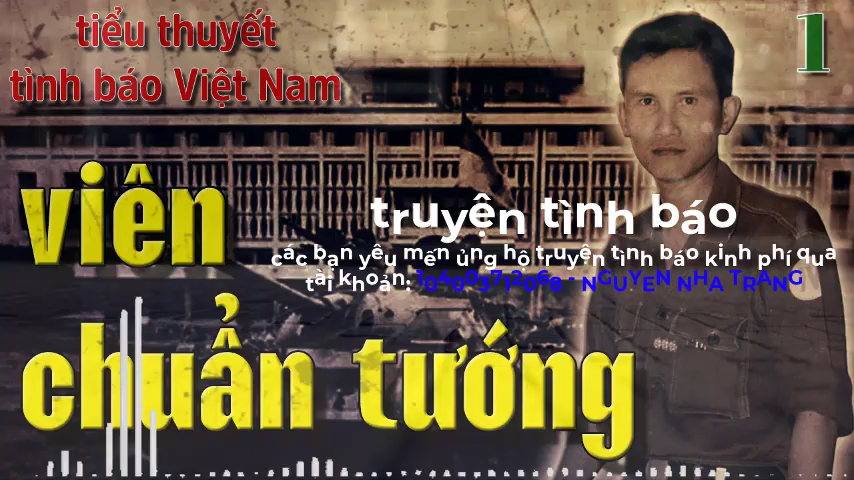 tiểu thuyết
tình báo Việt Nam
1
viên
chuẩn tướng
truyện tình báo
các bạn yêu mến ủng hộ truyện tình báo kinh phí qua
tài khoản: 104003712068 - NGUYEN NHA TRANG